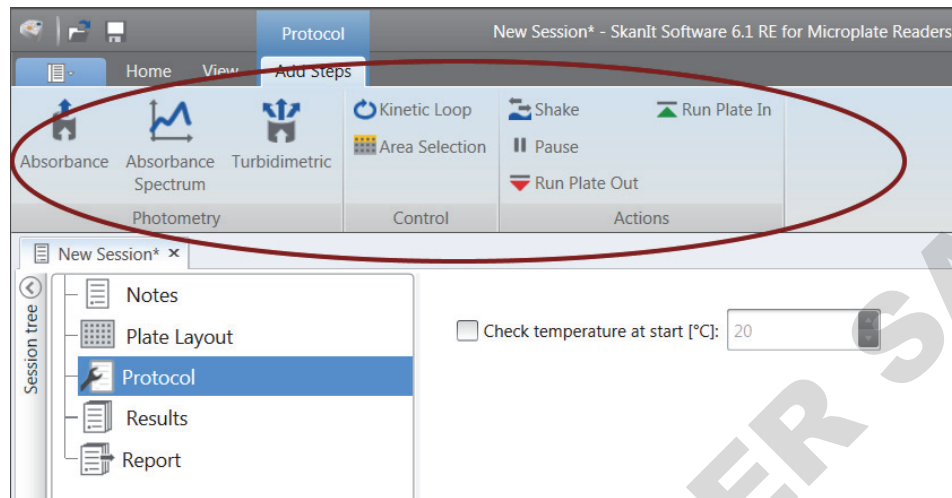 Protocol
New Session* - SkanIt Software 6.1 RE for Microplate Readers
Home View Add Steps
Absorbance
Absorbance Spectrum
Turbidimetric
Photometry
Kinetic Loop
Area Selection
Control
Shake
Run Plate In
Pause
Run Plate Out
Actions
New Session*
Session tree
Notes
Plate Layout
Protocol
Results
Report
Check temperature at start [°C]: 20